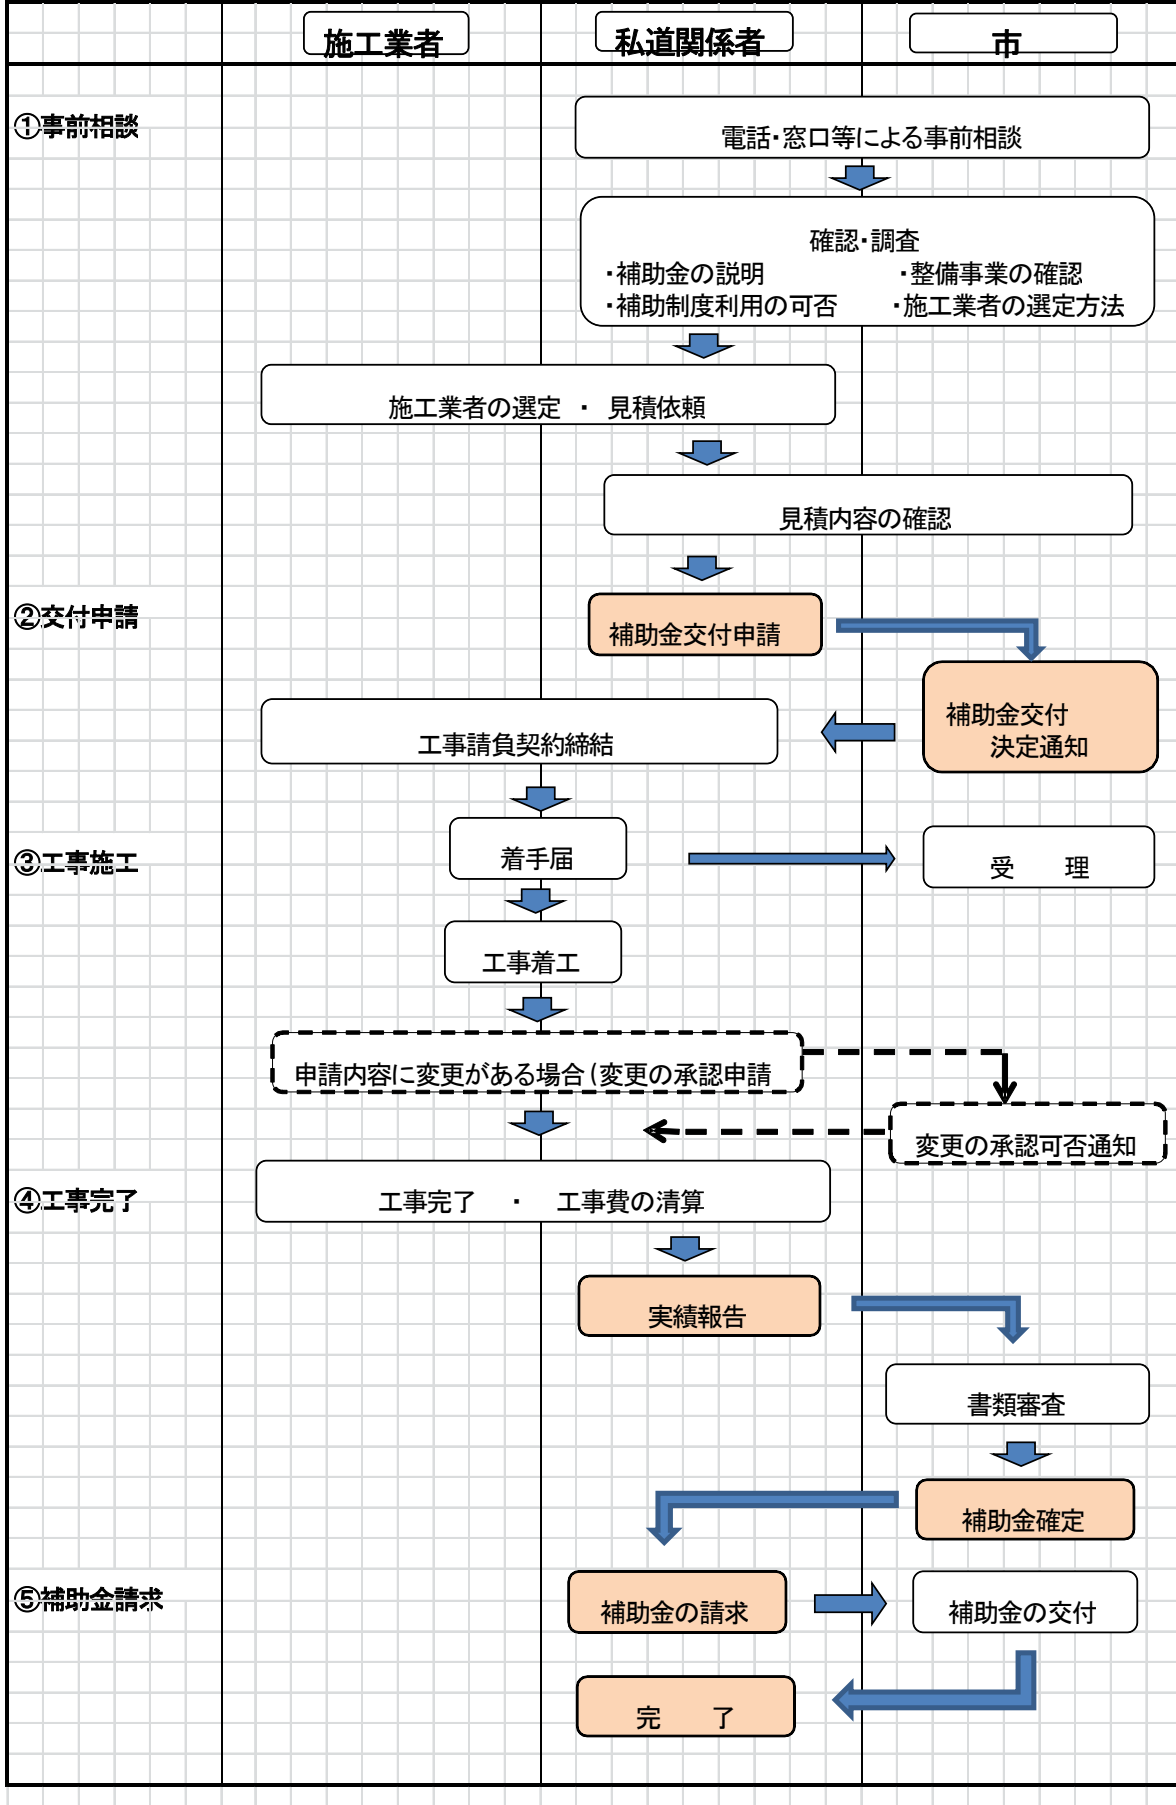 施工業者
私道関係者
市
①事前相談
電話・窓口等による事前相談
確認・調査
・補助金の説明
・整備事業の確認
・補助制度利用の可否
・施工業者の選定方法
施工業者の選定 ・ 見積依頼
見積内容の確認
②交付申請
補助金交付申請
補助金交付
決定通知
工事請負契約締結
③工事施工
着手届
受 理
工事着工
申請内容に変更がある場合(変更の承認申請
変更の承認可否通知
④工事完了
工事完了 ・ 工事費の清算
実績報告
書類審査
補助金確定
⑤補助金請求
補助金の請求
補助金の交付
完 了